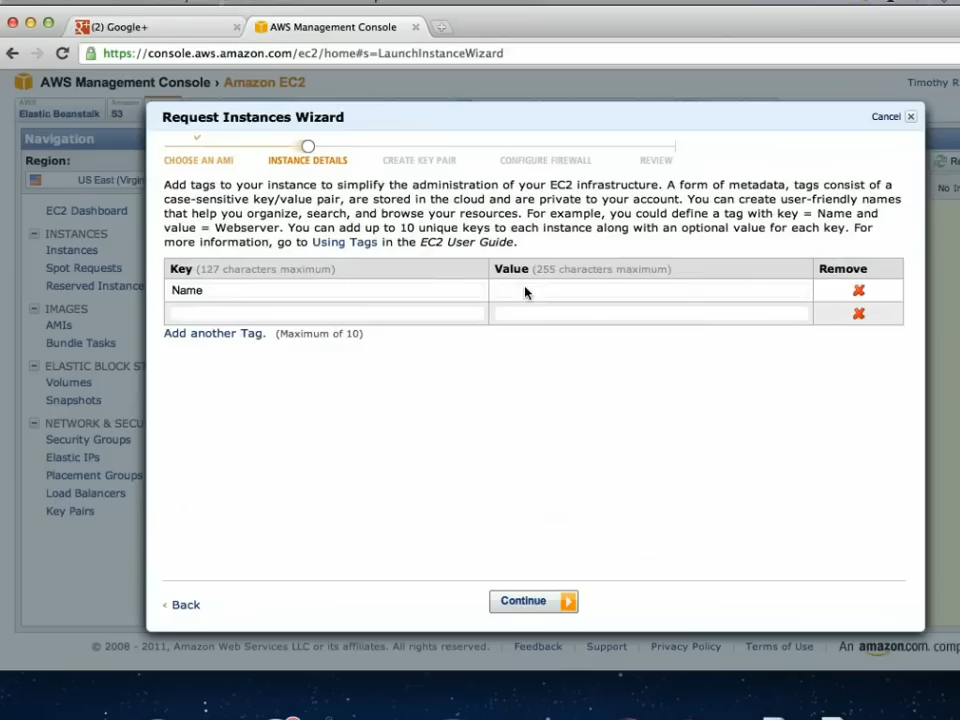 (2) Google+
AWS Management Console
https://console.aws.amazon.com/ec2/home#s=LaunchInstanceWizard
AWS Management Console › Amazon EC2
Timothy R
AWS
Elastic Beanstalk
Amazon
S3
Navigation
Region:
US East (Virgin
EC2 Dashboard
INSTANCES
Instances
Spot Requests
Reserved Instance
IMAGES
AMIs
Bundle Tasks
ELASTIC BLOCK ST
Volumes
Snapshots
NETWORK & SECU
Security Groups
Elastic IPs
Placement Groups
Load Balancers
Key Pairs
Re
No I
Request Instances Wizard
Cancel
CHOOSE AN AMI
INSTANCE DETAILS
CREATE KEY PAIR
CONFIGURE FIREWALL
REVIEW
Add tags to your instance to simplify the administration of your EC2 infrastructure. A form of metadata, tags consist of a
case-sensitive key/value pair, are stored in the cloud and are private to your account. You can create user-friendly names
that help you organize, search, and browse your resources. For example, you could define a tag with key = Name and
value = Webserver. You can add up to 10 unique keys to each instance along with an optional value for each key. For
more information, go to Using Tags in the EC2 User Guide.
Key (127 characters maximum)
Value (255 characters maximum)
Remove
Name
Add another Tag. (Maximum of 10)
‹ Back
Continue
© 2008 - 2011, Amazon Web Services LLC or its affiliates. All rights reserved.
Feedback
Support
Privacy Policy
Terms of Use
An amazon.com. comp